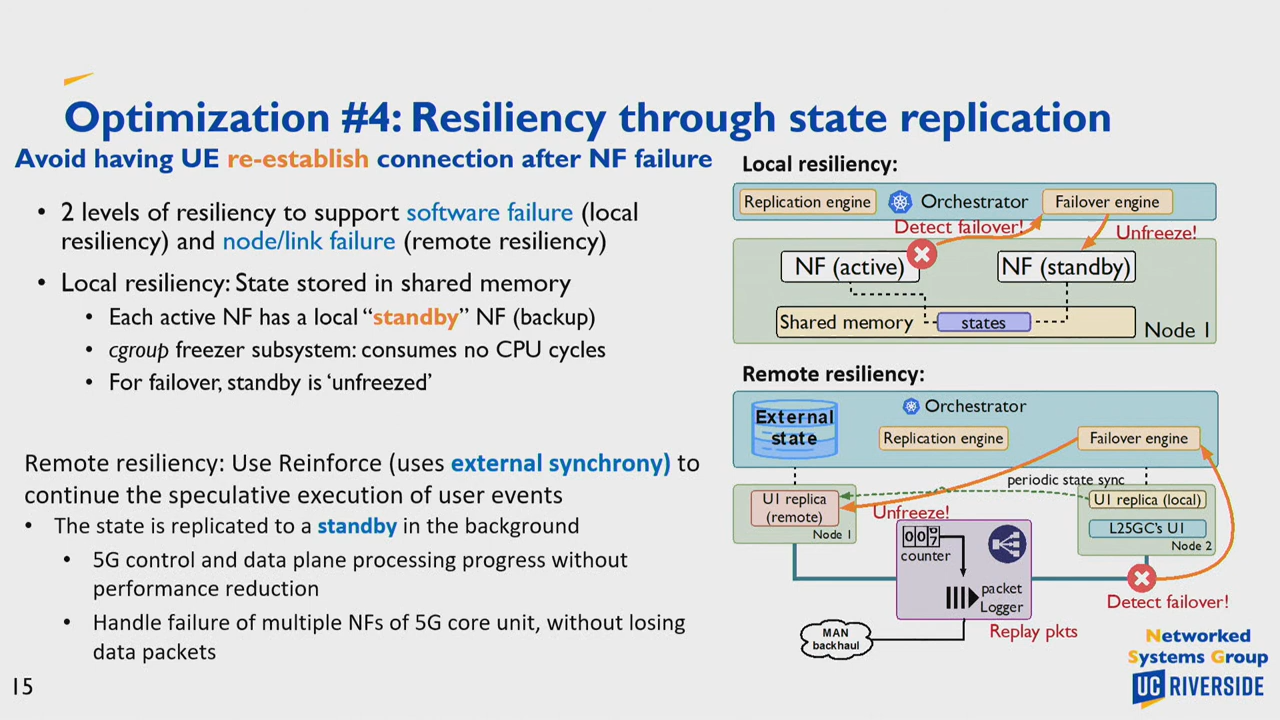 Optimization #4: Resiliency through state replication
Avoid having UE re-establish connection after NF failure
• 2 levels of resiliency to support software failure (local
resiliency) and node/link failure (remote resiliency)
• Local resiliency: State stored in shared memory
• Each active NF has a local “standby” NF (backup)
• cgroup freezer subsystem: consumes no CPU cycles
• For failover, standby is ‘unfreezed’
Remote resiliency: Use Reinforce (uses external synchrony) to
continue the speculative execution of user events
• The state is replicated to a standby in the background
• 5G control and data plane processing progress without
performance reduction
• Handle failure of multiple NFs of 5G core unit, without losing
data packets
15
Local resiliency:
Replication engine
Orchestrator
Failover engine
Detect failover!
Unfreeze!
NF (active)
NF (standby)
Shared memory
states
Node 1
Remote resiliency:
External
state
Orchestrator
Replication engine
Failover engine
periodic state sync
U1 replica
(remote)
Node 1
Unfreeze!
U1 replica (local)
L25GC's U1
Node 2
007
counter
packet
Logger
Detect failover!
Replay pkts
MAN
backhaul
Networked
Systems Group
UC RIVERSIDE